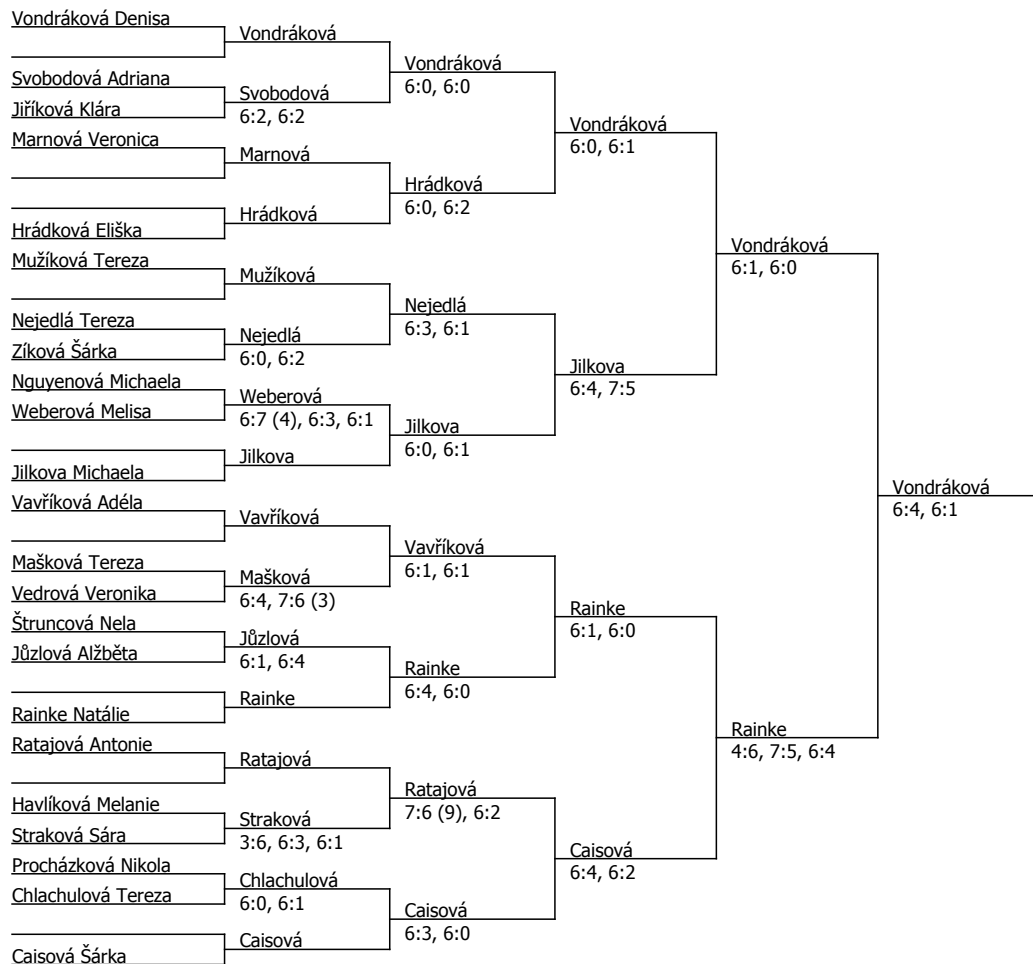 Vondráková Denisa
Svobodová Adriana
Jiříková Klára
Marnová Veronica
Hrádková Eliška
Mužíková Tereza
Nejedlá Tereza
Zíková Šárka
Nguyenová Michaela
Weberová Melisa
Jilkova Michaela
Vavříková Adéla
Mašková Tereza
Vedrová Veronika
Štruncová Nela
Jůzlová Alžběta
Rainke Natálie
Ratajová Antonie
Havlíková Melanie
Straková Sára
Procházková Nikola
Chlachulová Tereza
Caisová Šárka
Vondráková
Svobodová
6:2, 6:2
Marnová
Hrádková
Mužíková
Nejedlá
6:0, 6:2
Weberová
6:7 (4), 6:3, 6:1
Jilkova
Vavříková
Mašková
6:4, 7:6 (3)
Jůzlová
6:1, 6:4
Rainke
Ratajová
Straková
3:6, 6:3, 6:1
Chlachulová
6:0, 6:1
Caisová
Vondráková
6:0, 6:0
Hrádková
6:0, 6:2
Nejedlá
6:3, 6:1
Jilkova
6:0, 6:1
Vavříková
6:1, 6:1
Rainke
6:4, 6:0
Ratajová
7:6 (9), 6:2
Caisová
6:3, 6:0
Vondráková
6:0, 6:1
Jilkova
6:4, 7:5
Rainke
6:1, 6:0
Caisová
6:4, 6:2
Vondráková
6:1, 6:0
Rainke
4:6, 7:5, 6:4
Vondráková
6:4, 6:1